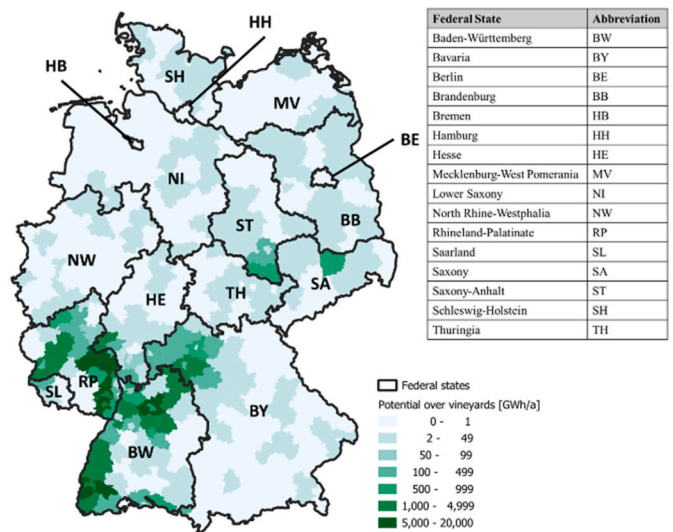 HH
HB
SH
MV
BE
NI
BB
ST
NW
SA
TH
HE
RP
SL
BY
BW
Federal State Abbreviation
Baden-Württemberg BW
Bavaria BY
Berlin BE
Brandenburg BB
Bremen HB
Hamburg HH
Hesse HE
Mecklenburg-West Pomerania MV
Lower Saxony NI
North Rhine-Westphalia NW
Rhineland-Palatinate RP
Saarland SL
Saxony SA
Saxony-Anhalt ST
Schleswig-Holstein SH
Thuringia TH
Federal states
Potential over vineyards [GWh/a]
0 - 1
2 - 49
50 - 99
100 - 499
500 - 999
1,000 - 4,999
5,000 - 20,000